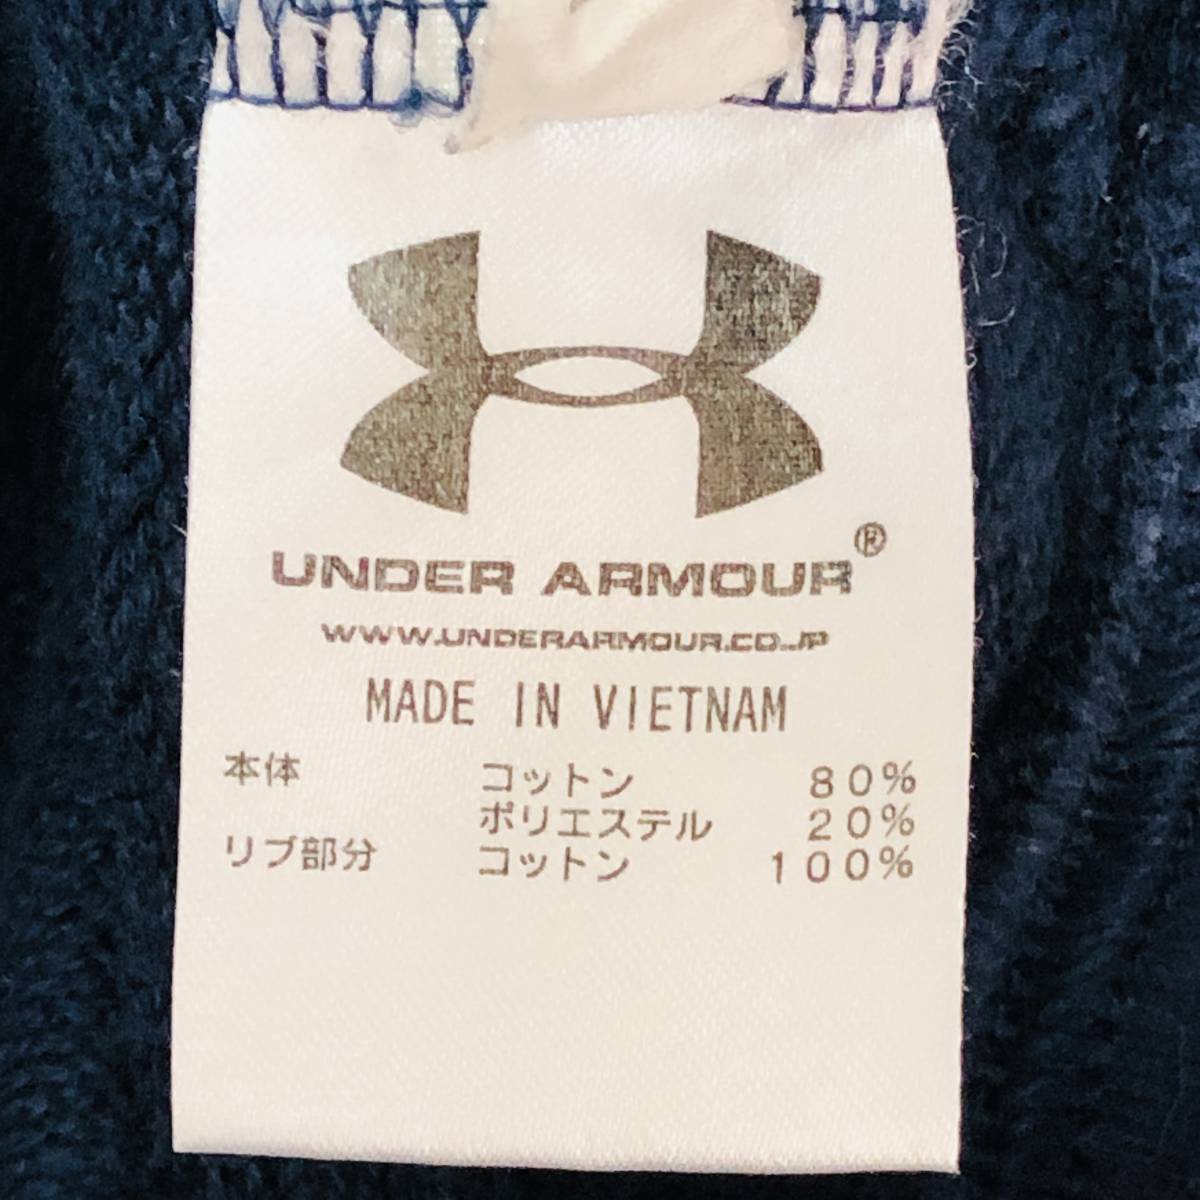 UNDER ARMOUR®
WWW.UNDERARMOUR.CO.JP
MADE IN VIETNAM
本体 コットン 80%
ポリエステル 20%
リブ部分 コットン 100%